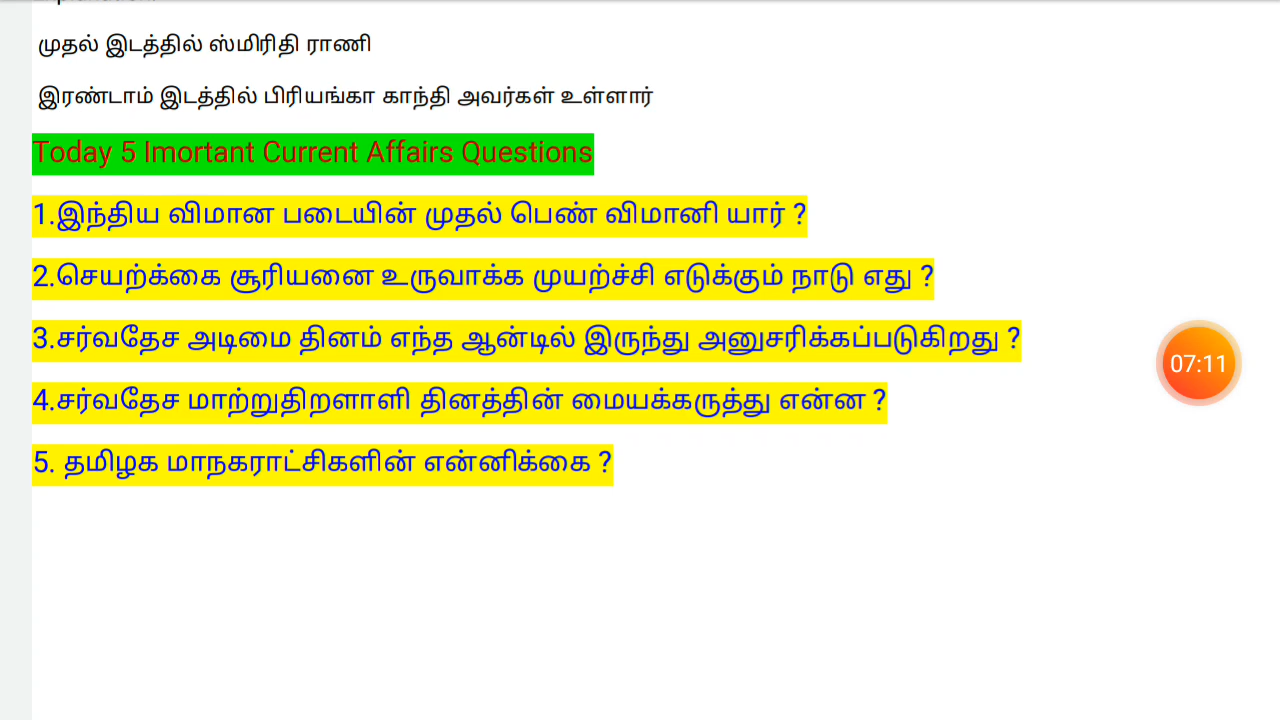 முதல் இடத்தில் ஸ்மிரிதி ராணி
இரண்டாம் இடத்தில் பிரியங்கா காந்தி அவர்கள் உள்ளார்
Today 5 Imortant Current Affairs Questions
1.இந்திய விமான படையின் முதல் பெண் விமானி யார் ?
2.செயற்க்கை சூரியனை உருவாக்க முயற்ச்சி எடுக்கும் நாடு எது ?
3.சர்வதேச அடிமை தினம் எந்த ஆன்டில் இருந்து அனுசரிக்கப்படுகிறது ?
07:11
4.சர்வதேச மாற்றுதிறளாளி தினத்தின் மையக்கருத்து என்ன ?
5. தமிழக மாநகராட்சிகளின் என்னிக்கை ?